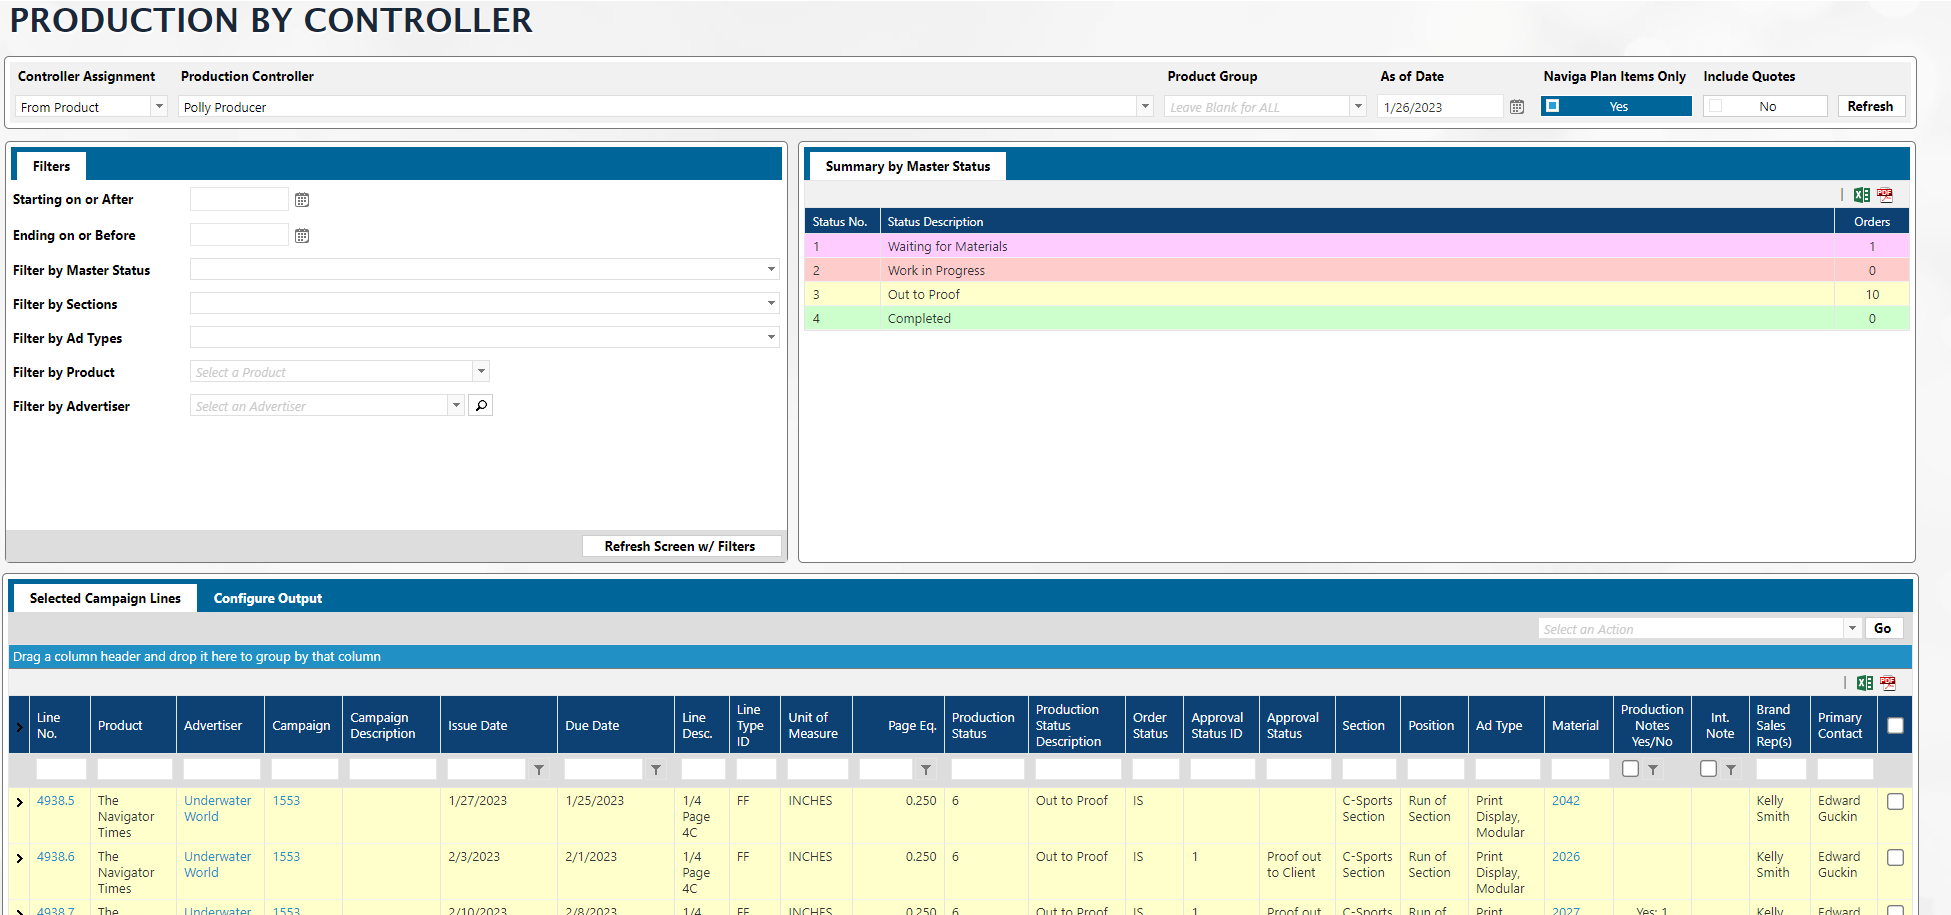 PRODUCTION BY CONTROLLER
Controller Assignment Production Controller Product Group As of Date Naviga Plan Items Only Include Quotes
From Product Polly Producer Leave Blank for ALL 1/26/2023 Yes No Refresh
Filters
Starting on or After
Ending on or Before
Filter by Master Status
Filter by Sections
Filter by Ad Types
Filter by Product Select a Product
Filter by Advertiser Select an Advertiser
Refresh Screen w/ Filters
Summary by Master Status
Status No. Status Description Orders
1 Waiting for Materials 1
2 Work in Progress 0
3 Out to Proof 10
4 Completed 0
Selected Campaign Lines Configure Output
Select an Action Go
Drag a column header and drop it here to group by that column
Line No. Product Advertiser Campaign Campaign Description Issue Date Due Date Line Desc. Line Type ID Unit of Measure Page Eq. Production Status Production Status Description Order Status Approval Status ID Approval Status Section Position Ad Type Material Production Notes Yes/No Int. Note Brand Sales Rep(s) Primary Contact
4938.5 The Navigator Times Underwater World 1553 1/27/2023 1/25/2023 1/4 Page 4C FF INCHES 0.250 6 Out to Proof IS C-Sports Section Run of Section Print Display, Modular 2042 Kelly Smith Edward Guckin
4938.6 The Navigator Times Underwater World 1553 2/3/2023 2/1/2023 1/4 Page 4C FF INCHES 0.250 6 Out to Proof IS 1 Proof out to Client C-Sports Section Run of Section Print Display, Modular 2026 Kelly Smith Edward Guckin
4938.7 The Underwater 1553 2/10/2023 2/8/2023 1/4 FF INCHES 0.250 6 Out to Proof IS 1 Proof out C-Sports Run of Print 2027 Yes: 1 Kelly Edward